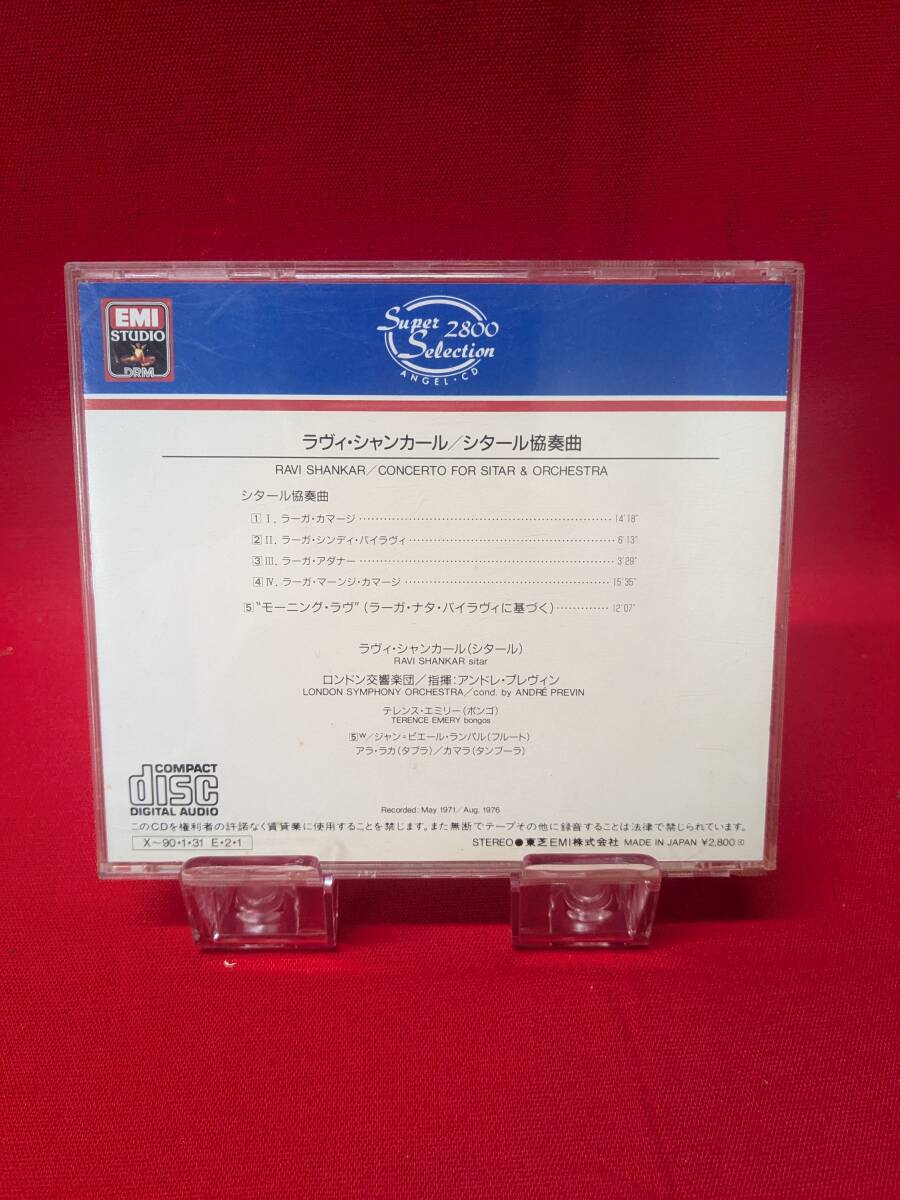 EMI
STUDIO
DRM
Super 2800
Selection
ANGEL・CD
ラヴィ・シャンカール／シタール協奏曲
RAVI SHANKAR／CONCERTO FOR SITAR & ORCHESTRA
シタール協奏曲
1 I. ラーガ・カマージ 14'18"
2 II. ラーガ・シンディ・バイラヴィ 6'13"
3 III. ラーガ・アダナー 3'29"
4 IV. ラーガ・マーンジ・カマージ 15'35"
5 “モーニング・ラヴ”(ラーガ・ナタ・バイラヴィに基づく) 12'07"
ラヴィ・シャンカール(シタール)
RAVI SHANKAR sitar
ロンドン交響楽団／指揮:アンドレ・プレヴィン
LONDON SYMPHONY ORCHESTRA／cond. by ANDRÉ PREVIN
テレンス・エミリー(ボンゴ)
TERENCE EMERY bongos
5 w／ジャン=ピエール・ランパル(フルート)
アラ・ラカ(タブラ)／カマラ(タンブーラ)
COMPACT
disc
DIGITAL AUDIO
Recorded: May 1971／Aug. 1976
このCDを権利者の許諾なく賃貸業に使用することを禁じます。また無断でテープその他に録音することは法律で禁じられています。
X〜90・1・31 E・2・1
STEREO●東芝EMI株式会社 MADE IN JAPAN ¥2,800